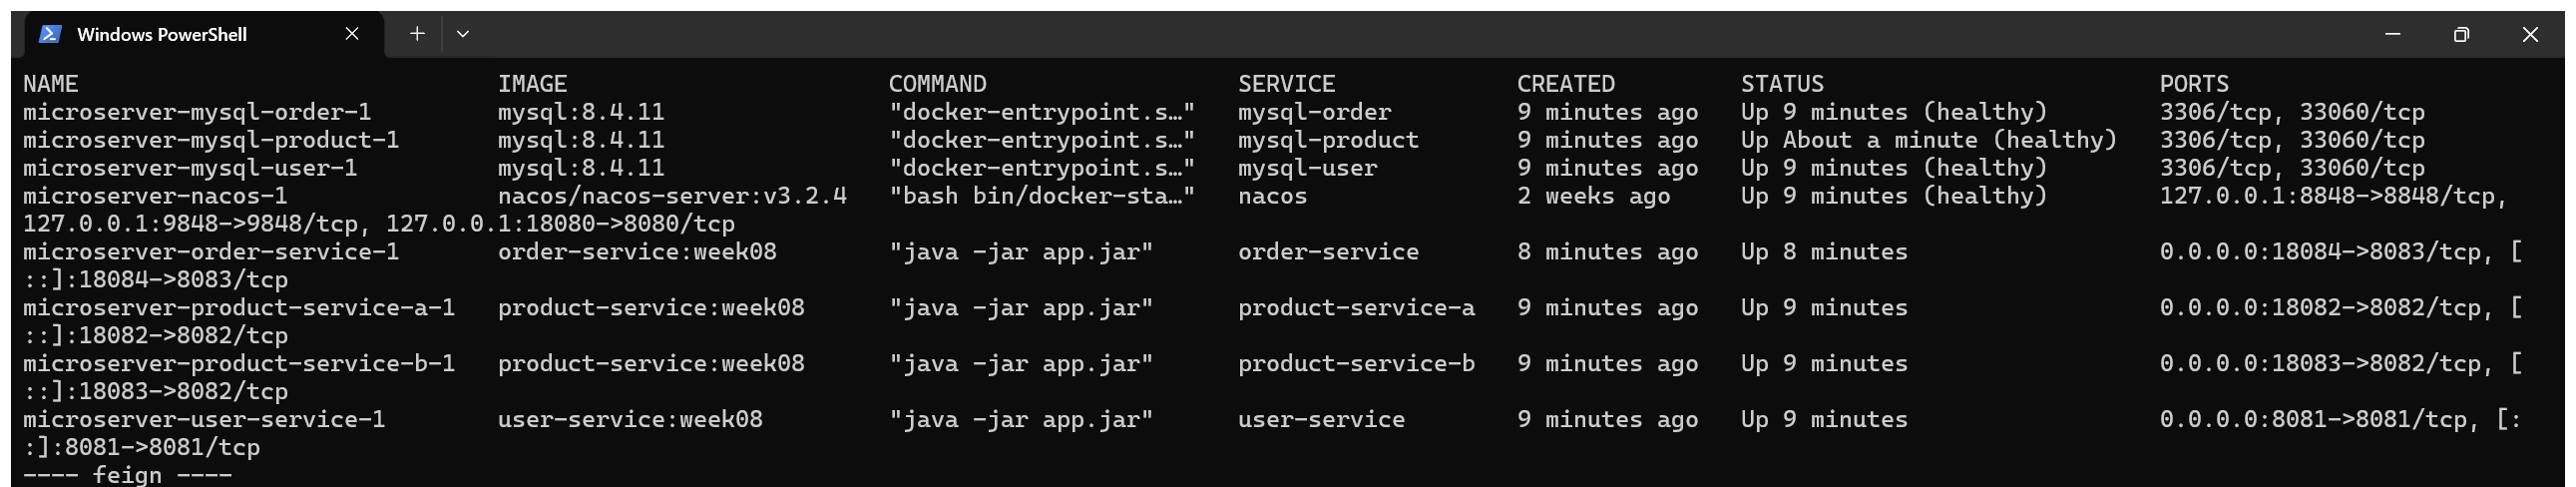 Windows PowerShell
NAME IMAGE COMMAND SERVICE CREATED STATUS PORTS
microserver-mysql-order-1 mysql:8.4.11 "docker-entrypoint.s…" mysql-order 9 minutes ago Up 9 minutes (healthy) 3306/tcp, 33060/tcp
microserver-mysql-product-1 mysql:8.4.11 "docker-entrypoint.s…" mysql-product 9 minutes ago Up About a minute (healthy) 3306/tcp, 33060/tcp
microserver-mysql-user-1 mysql:8.4.11 "docker-entrypoint.s…" mysql-user 9 minutes ago Up 9 minutes (healthy) 3306/tcp, 33060/tcp
microserver-nacos-1 nacos/nacos-server:v3.2.4 "bash bin/docker-sta…" nacos 2 weeks ago Up 9 minutes (healthy) 127.0.0.1:8848->8848/tcp,
127.0.0.1:9848->9848/tcp, 127.0.0.1:18080->8080/tcp
microserver-order-service-1 order-service:week08 "java -jar app.jar" order-service 8 minutes ago Up 8 minutes 0.0.0.0:18084->8083/tcp, [
::]:18084->8083/tcp
microserver-product-service-a-1 product-service:week08 "java -jar app.jar" product-service-a 9 minutes ago Up 9 minutes 0.0.0.0:18082->8082/tcp, [
::]:18082->8082/tcp
microserver-product-service-b-1 product-service:week08 "java -jar app.jar" product-service-b 9 minutes ago Up 9 minutes 0.0.0.0:18083->8082/tcp, [
::]:18083->8082/tcp
microserver-user-service-1 user-service:week08 "java -jar app.jar" user-service 9 minutes ago Up 9 minutes 0.0.0.0:8081->8081/tcp, [:
:]:8081->8081/tcp
---- feign ----